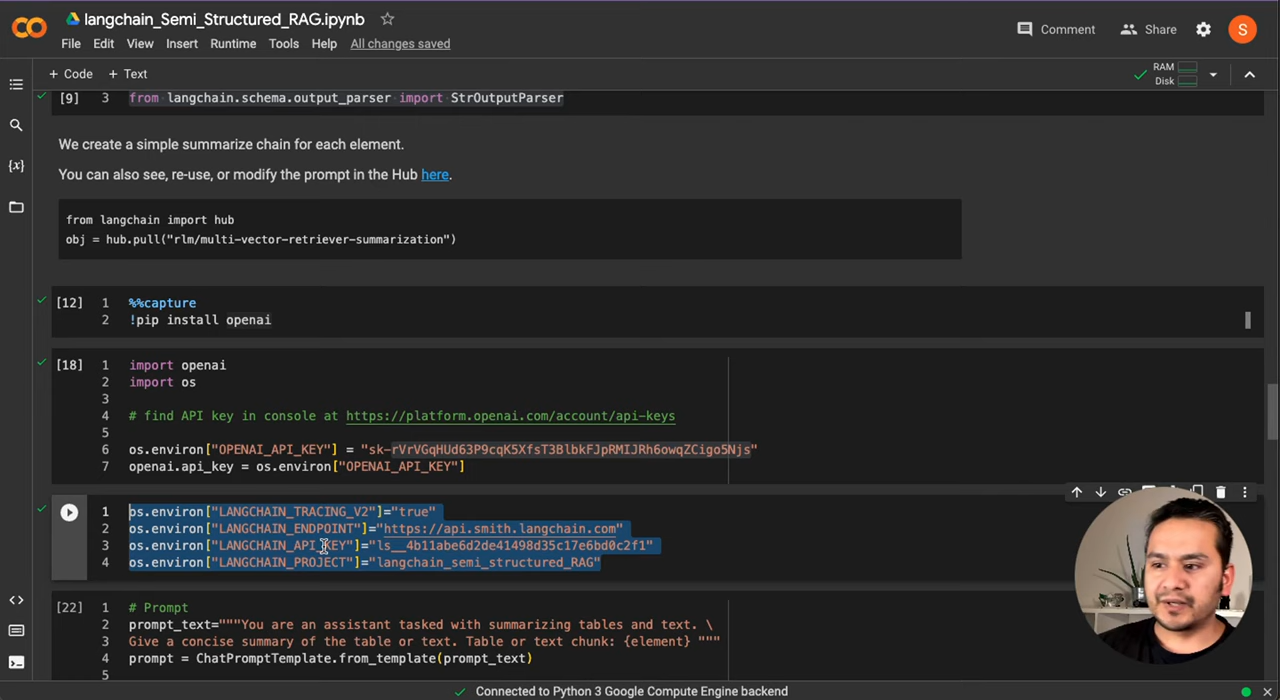 langchain_Semi_Structured_RAG.ipynb
File Edit View Insert Runtime Tools Help All changes saved
Comment Share S
+ Code + Text
RAM
Disk
[9] 3 from langchain.schema.output_parser import StrOutputParser
We create a simple summarize chain for each element.
You can also see, re-use, or modify the prompt in the Hub here.
from langchain import hub
obj = hub.pull("rlm/multi-vector-retriever-summarization")
[12] 1 %%capture
2 !pip install openai
[18] 1 import openai
2 import os
3
4 # find API key in console at https://platform.openai.com/account/api-keys
5
6 os.environ["OPENAI_API_KEY"] = "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"
7 openai.api_key = os.environ["OPENAI_API_KEY"]
1 os.environ["LANGCHAIN_TRACING_V2"]="true"
2 os.environ["LANGCHAIN_ENDPOINT"]="https://api.smith.langchain.com"
3 os.environ["LANGCHAIN_API_KEY"]="ls__4b11abe6d2de41498d35c17e6bd0c2f1"
4 os.environ["LANGCHAIN_PROJECT"]="langchain_semi_structured_RAG"
[22] 1 # Prompt
2 prompt_text="""You are an assistant tasked with summarizing tables and text. \
3 Give a concise summary of the table or text. Table or text chunk: {element} """
4 prompt = ChatPromptTemplate.from_template(prompt_text)
5
Connected to Python 3 Google Compute Engine backend